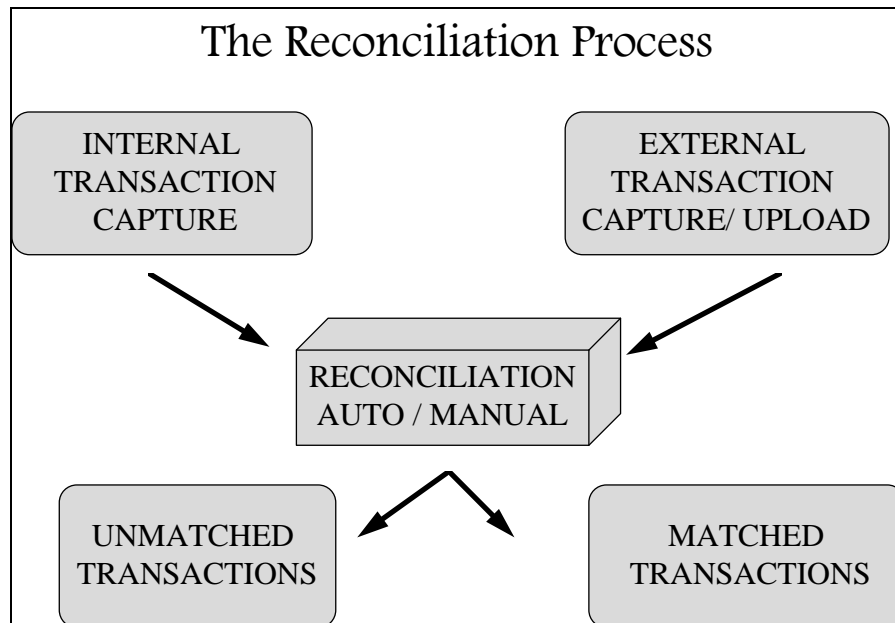 The Reconciliation Process
INTERNAL
TRANSACTION
CAPTURE
EXTERNAL
TRANSACTION
CAPTURE/ UPLOAD
RECONCILIATION
AUTO / MANUAL
UNMATCHED
TRANSACTIONS
MATCHED
TRANSACTIONS